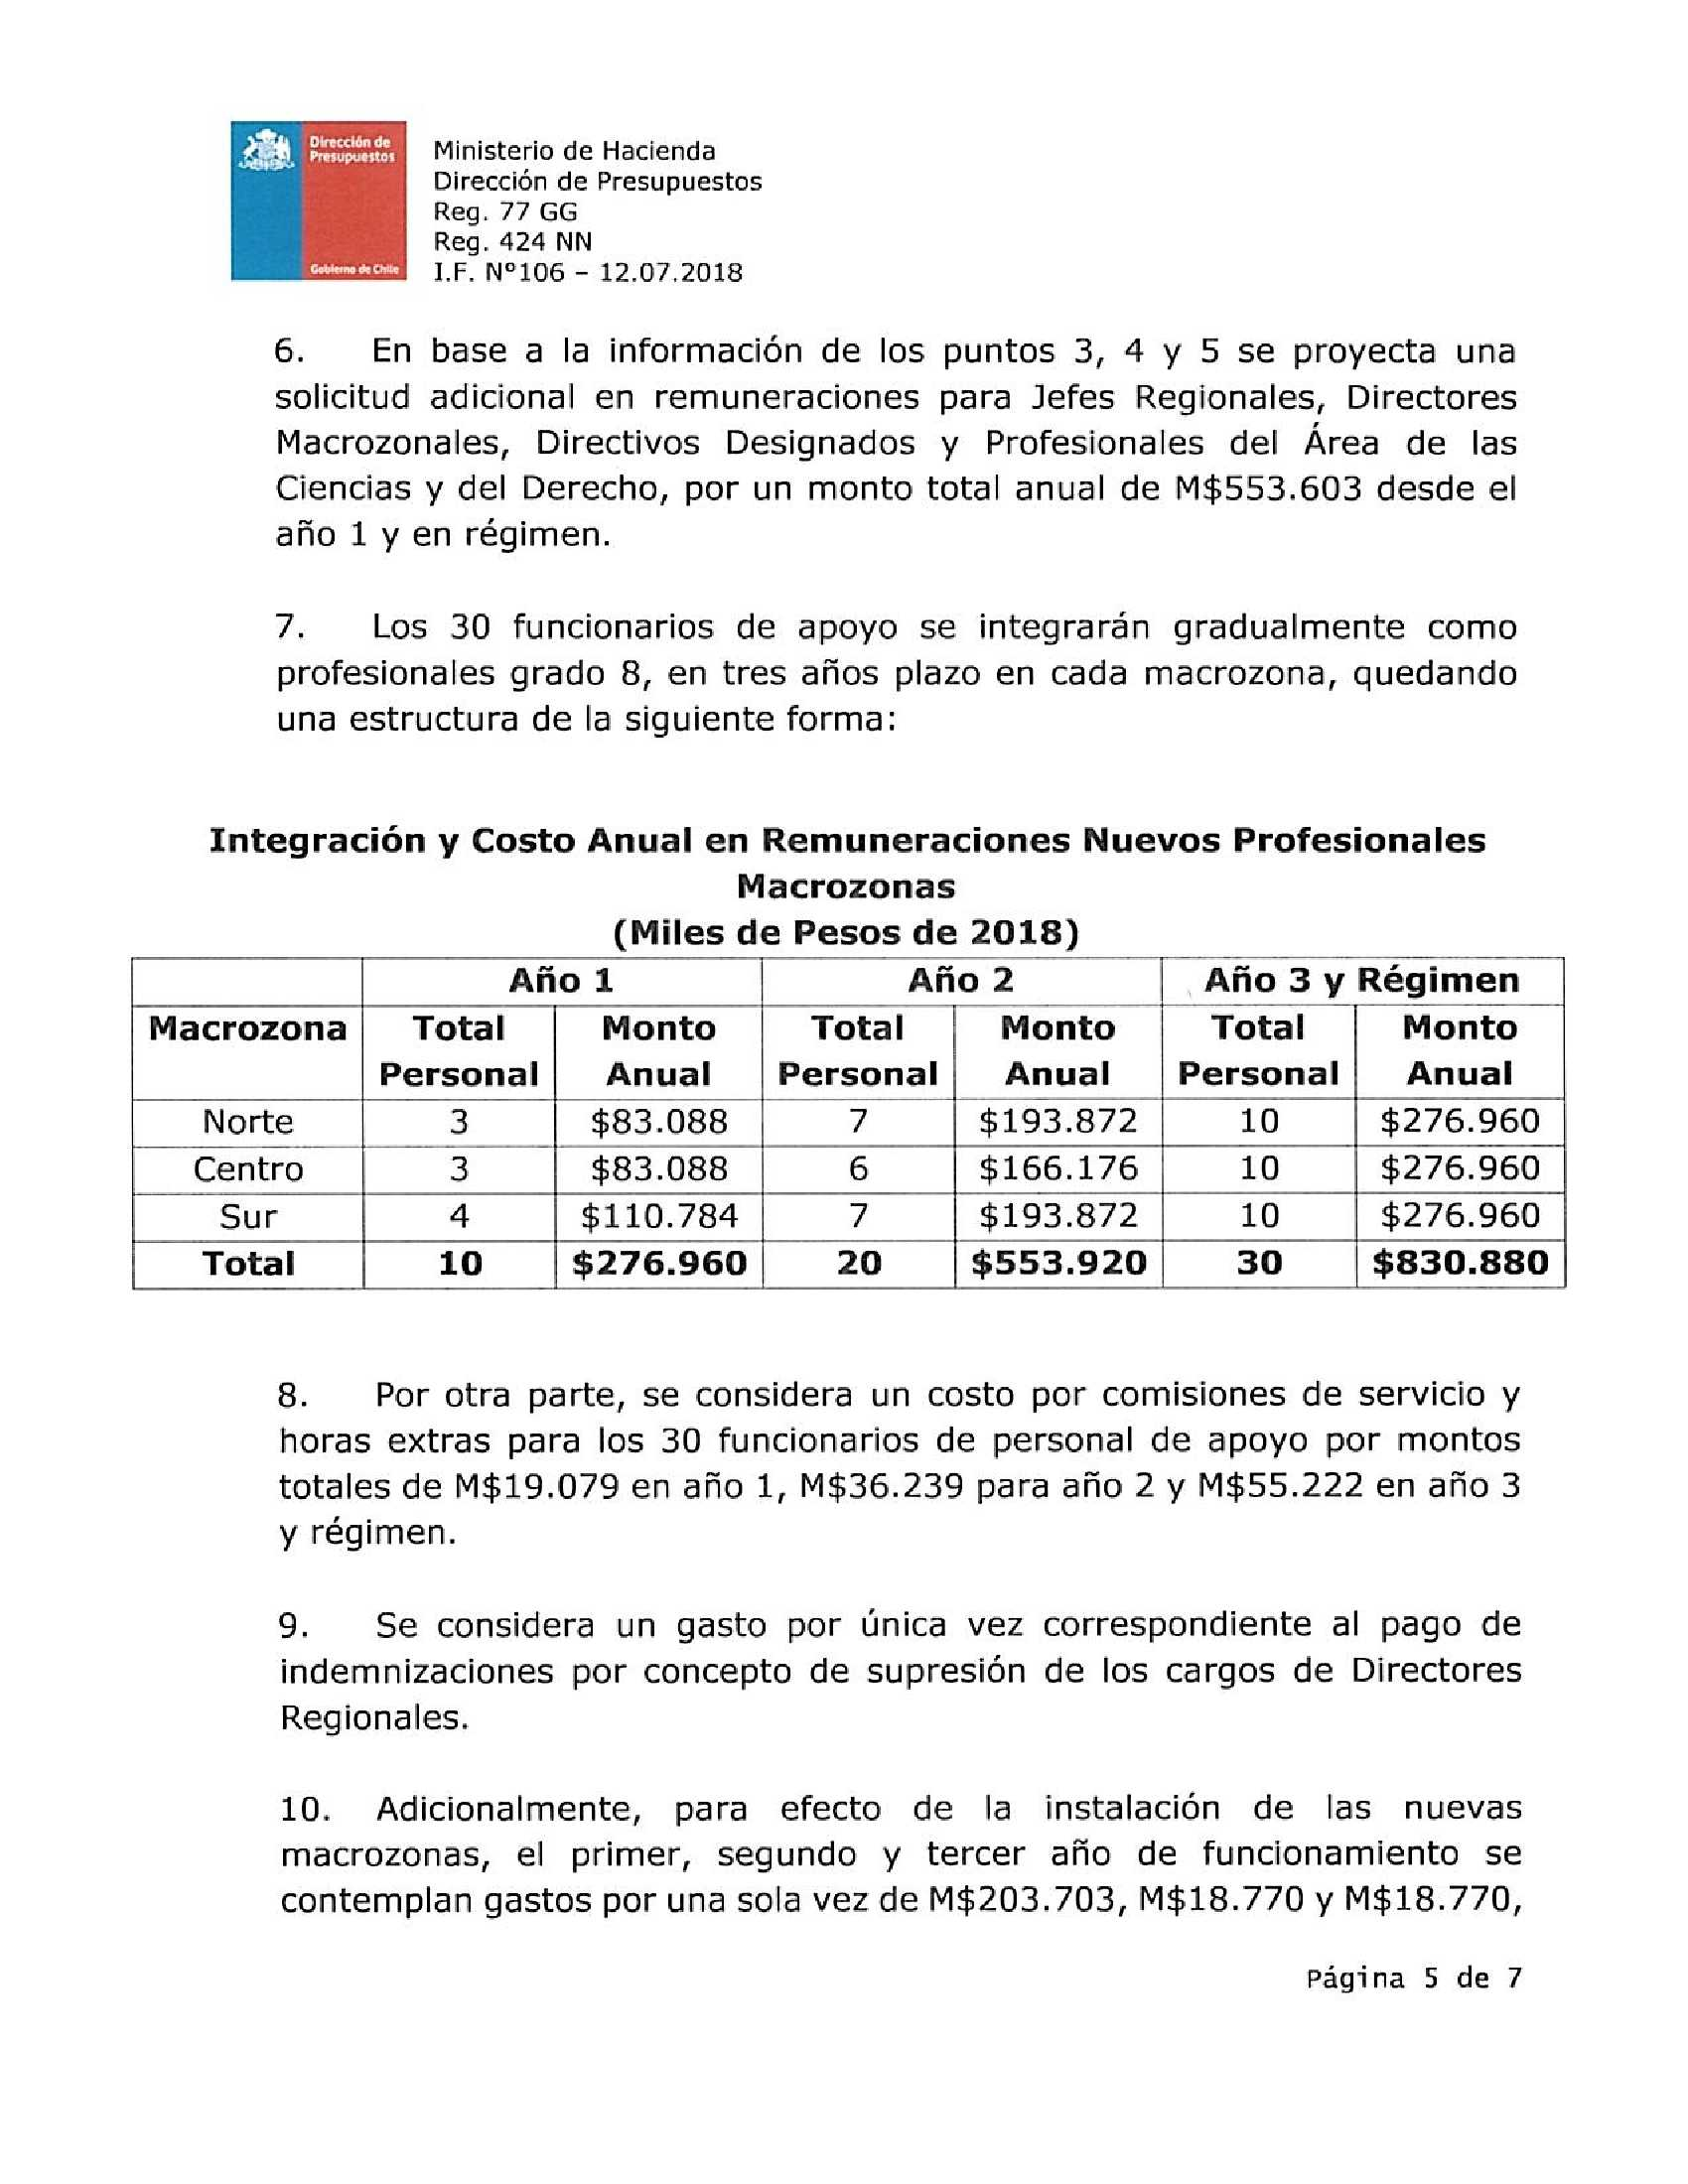 Dirección de
Presupuestos
Gobierno de Chile
Ministerio de Hacienda
Dirección de Presupuestos
Reg. 77 GG
Reg. 424 NN
I.F. N°106 – 12.07.2018
6. En base a la información de los puntos 3, 4 y 5 se proyecta una
solicitud adicional en remuneraciones para Jefes Regionales, Directores
Macrozonales, Directivos Designados y Profesionales del Área de las
Ciencias y del Derecho, por un monto total anual de M$553.603 desde el
año 1 y en régimen.
7. Los 30 funcionarios de apoyo se integrarán gradualmente como
profesionales grado 8, en tres años plazo en cada macrozona, quedando
una estructura de la siguiente forma:
Integración y Costo Anual en Remuneraciones Nuevos Profesionales
Macrozonas
(Miles de Pesos de 2018)
Año 1 Año 2 Año 3 y Régimen
Macrozona Total Monto Total Monto Total Monto
Personal Anual Personal Anual Personal Anual
Norte 3 $83.088 7 $193.872 10 $276.960
Centro 3 $83.088 6 $166.176 10 $276.960
Sur 4 $110.784 7 $193.872 10 $276.960
Total 10 $276.960 20 $553.920 30 $830.880
8. Por otra parte, se considera un costo por comisiones de servicio y
horas extras para los 30 funcionarios de personal de apoyo por montos
totales de M$19.079 en año 1, M$36.239 para año 2 y M$55.222 en año 3
y régimen.
9. Se considera un gasto por única vez correspondiente al pago de
indemnizaciones por concepto de supresión de los cargos de Directores
Regionales.
10. Adicionalmente, para efecto de la instalación de las nuevas
macrozonas, el primer, segundo y tercer año de funcionamiento se
contemplan gastos por una sola vez de M$203.703, M$18.770 y M$18.770,
Página 5 de 7